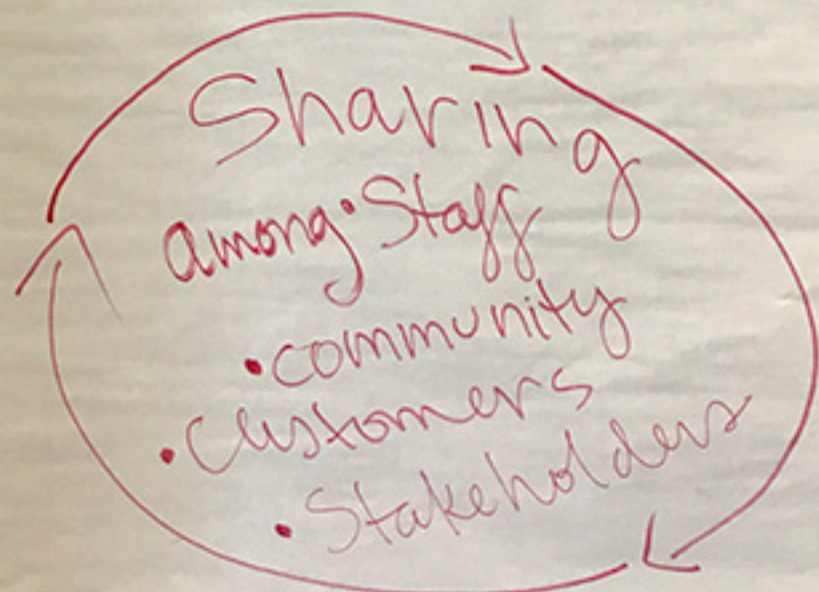 Sharing
among • Staff
• community
• Customers
• Stakeholders